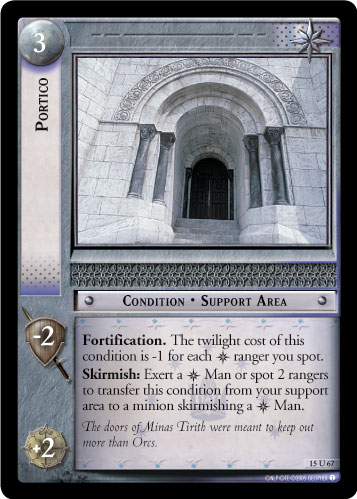 3
PORTICO
CONDITION • SUPPORT AREA
-2
Fortification. The twilight cost of this
condition is -1 for each ranger you spot.
Skirmish: Exert a Man or spot 2 rangers
to transfer this condition from your support
area to a minion skirmishing a Man.
The doors of Minas Tirith were meant to keep out
more than Orcs.
+2
15 U 67